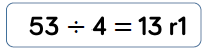 53 ÷ 4 = 13 r1